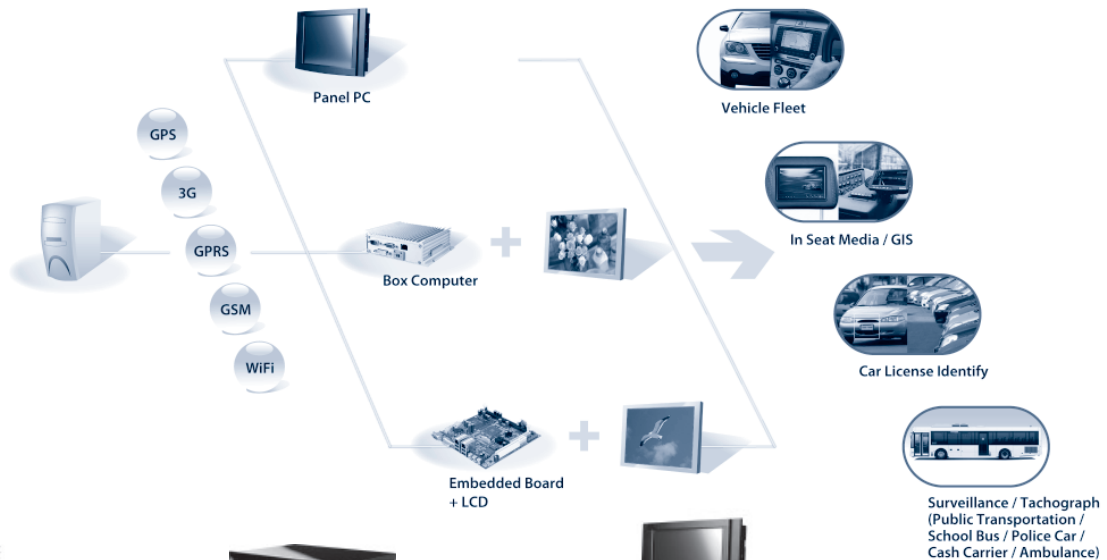 Panel PC
Vehicle Fleet
GPS
3G
In Seat Media / GIS
GPRS
Box Computer
GSM
Car License Identify
WiFi
Embedded Board
+ LCD
Surveillance / Tachograph
(Public Transportation /
School Bus / Police Car /
Cash Carrier / Ambulance)